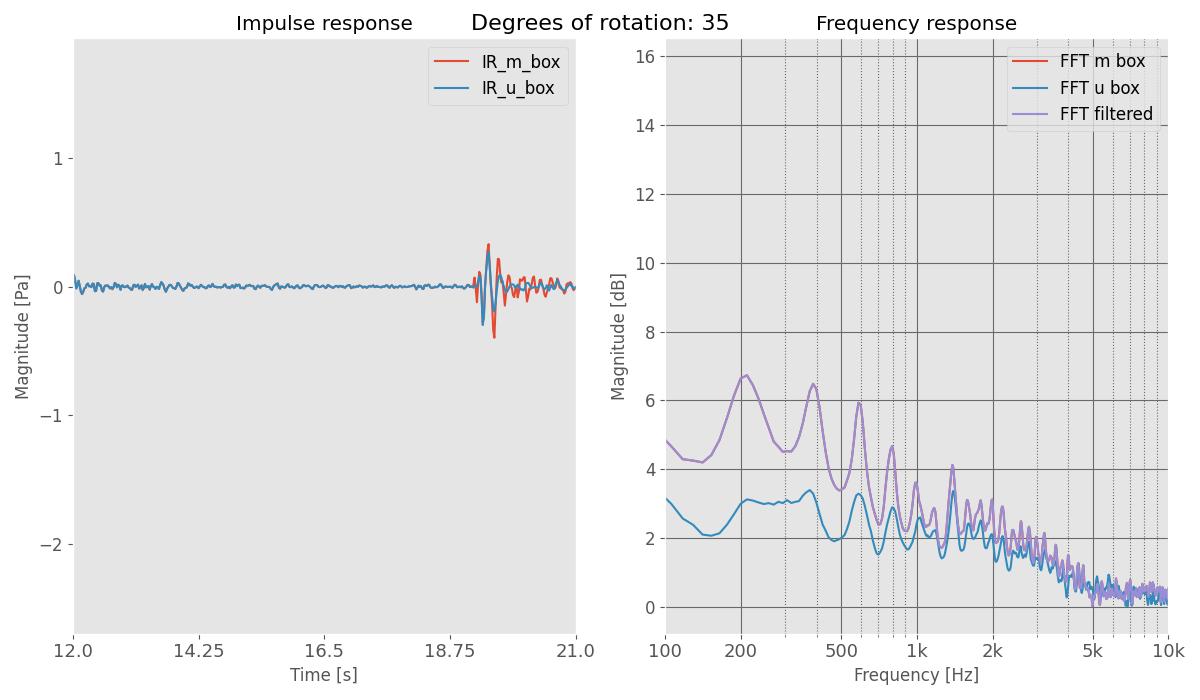 Degrees of rotation: 35
Impulse response
IR_m_box
IR_u_box
1
0
−1
−2
Magnitude [Pa]
12.0 14.25 16.5 18.75 21.0
Time [s]
Frequency response
FFT m box
FFT u box
FFT filtered
16
14
12
10
8
6
4
2
0
Magnitude [dB]
100 200 500 1k 2k 5k 10k
Frequency [Hz]